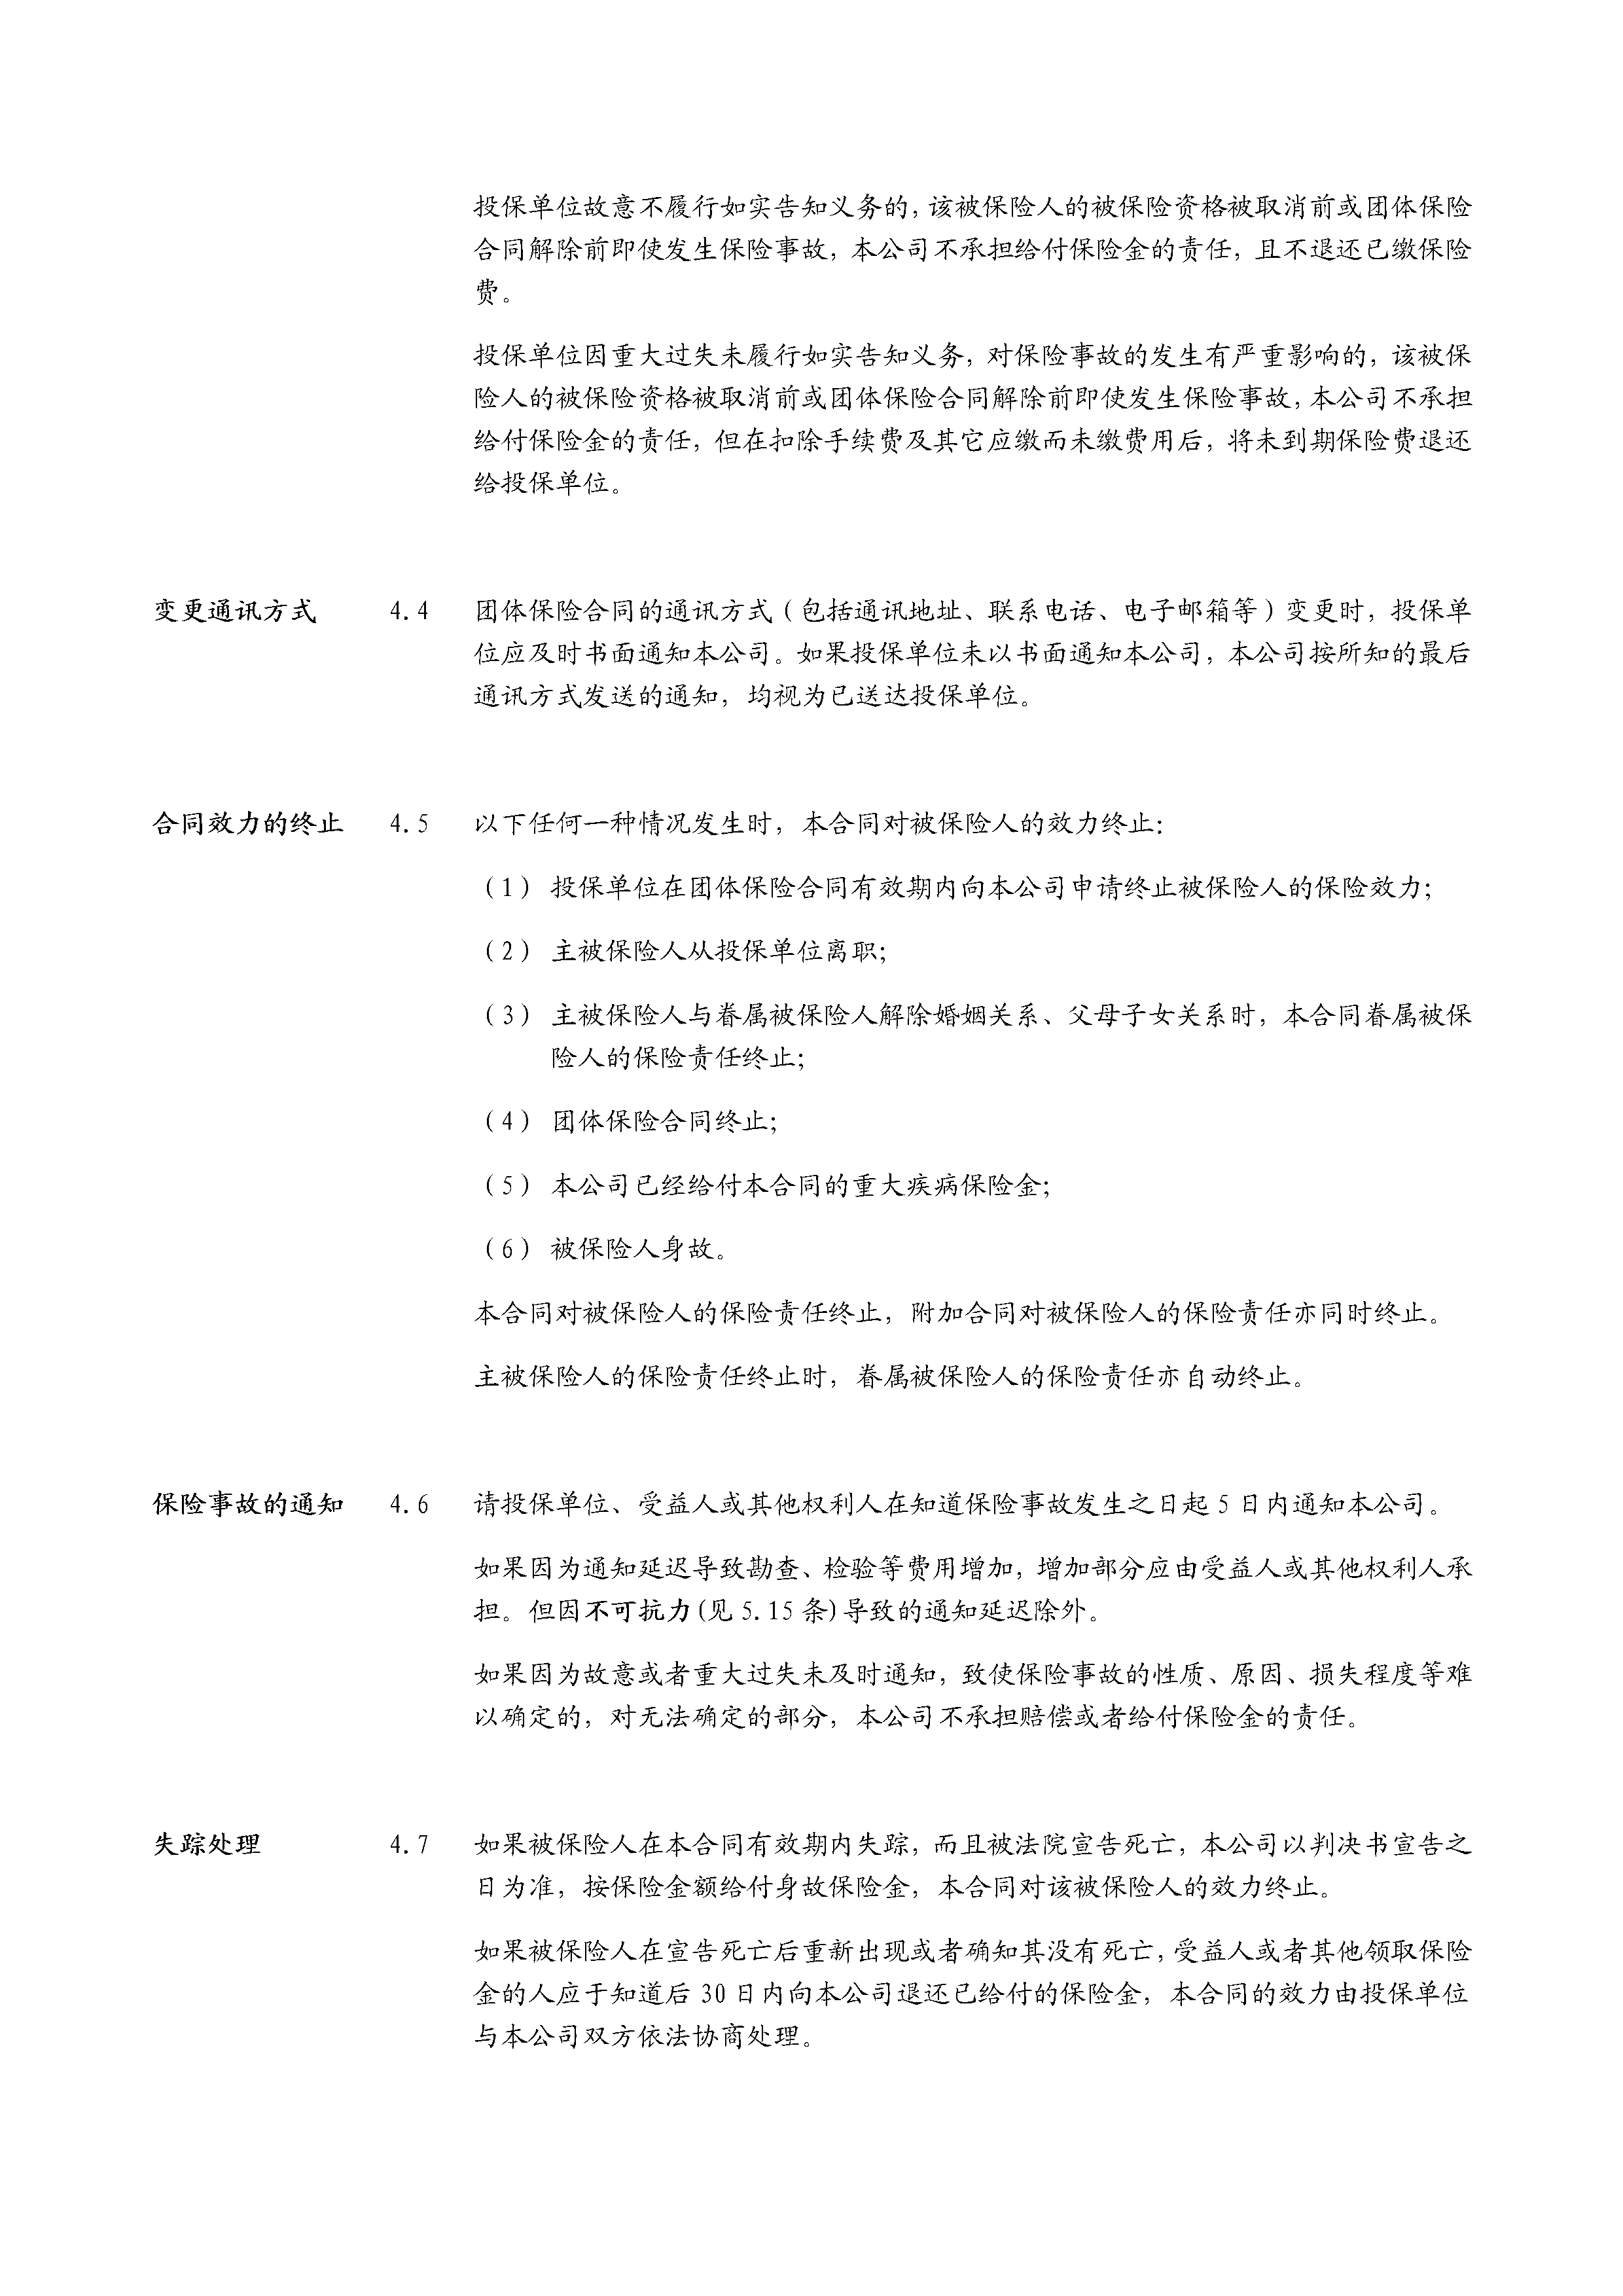 投保单位故意不履行如实告知义务的，该被保险人的被保险资格被取消前或团体保险
合同解除前即使发生保险事故，本公司不承担给付保险金的责任，且不退还已缴保险
费。
投保单位因重大过失未履行如实告知义务，对保险事故的发生有严重影响的，该被保
险人的被保险资格被取消前或团体保险合同解除前即使发生保险事故，本公司不承担
给付保险金的责任，但在扣除手续费及其它应缴而未缴费用后，将未到期保险费退还
给投保单位。
变更通讯方式 4.4 团体保险合同的通讯方式（包括通讯地址、联系电话、电子邮箱等）变更时，投保单
位应及时书面通知本公司。如果投保单位未以书面通知本公司，本公司按所知的最后
通讯方式发送的通知，均视为已送达投保单位。
合同效力的终止 4.5 以下任何一种情况发生时，本合同对被保险人的效力终止：
（1） 投保单位在团体保险合同有效期内向本公司申请终止被保险人的保险效力；
（2） 主被保险人从投保单位离职；
（3） 主被保险人与眷属被保险人解除婚姻关系、父母子女关系时，本合同眷属被保
险人的保险责任终止；
（4） 团体保险合同终止；
（5） 本公司已经给付本合同的重大疾病保险金；
（6） 被保险人身故。
本合同对被保险人的保险责任终止，附加合同对被保险人的保险责任亦同时终止。
主被保险人的保险责任终止时，眷属被保险人的保险责任亦自动终止。
保险事故的通知 4.6 请投保单位、受益人或其他权利人在知道保险事故发生之日起 5 日内通知本公司。
如果因为通知延迟导致勘查、检验等费用增加，增加部分应由受益人或其他权利人承
担。但因不可抗力(见 5.15 条)导致的通知延迟除外。
如果因为故意或者重大过失未及时通知，致使保险事故的性质、原因、损失程度等难
以确定的，对无法确定的部分，本公司不承担赔偿或者给付保险金的责任。
失踪处理 4.7 如果被保险人在本合同有效期内失踪，而且被法院宣告死亡，本公司以判决书宣告之
日为准，按保险金额给付身故保险金，本合同对该被保险人的效力终止。
如果被保险人在宣告死亡后重新出现或者确知其没有死亡，受益人或者其他领取保险
金的人应于知道后 30 日内向本公司退还已给付的保险金，本合同的效力由投保单位
与本公司双方依法协商处理。